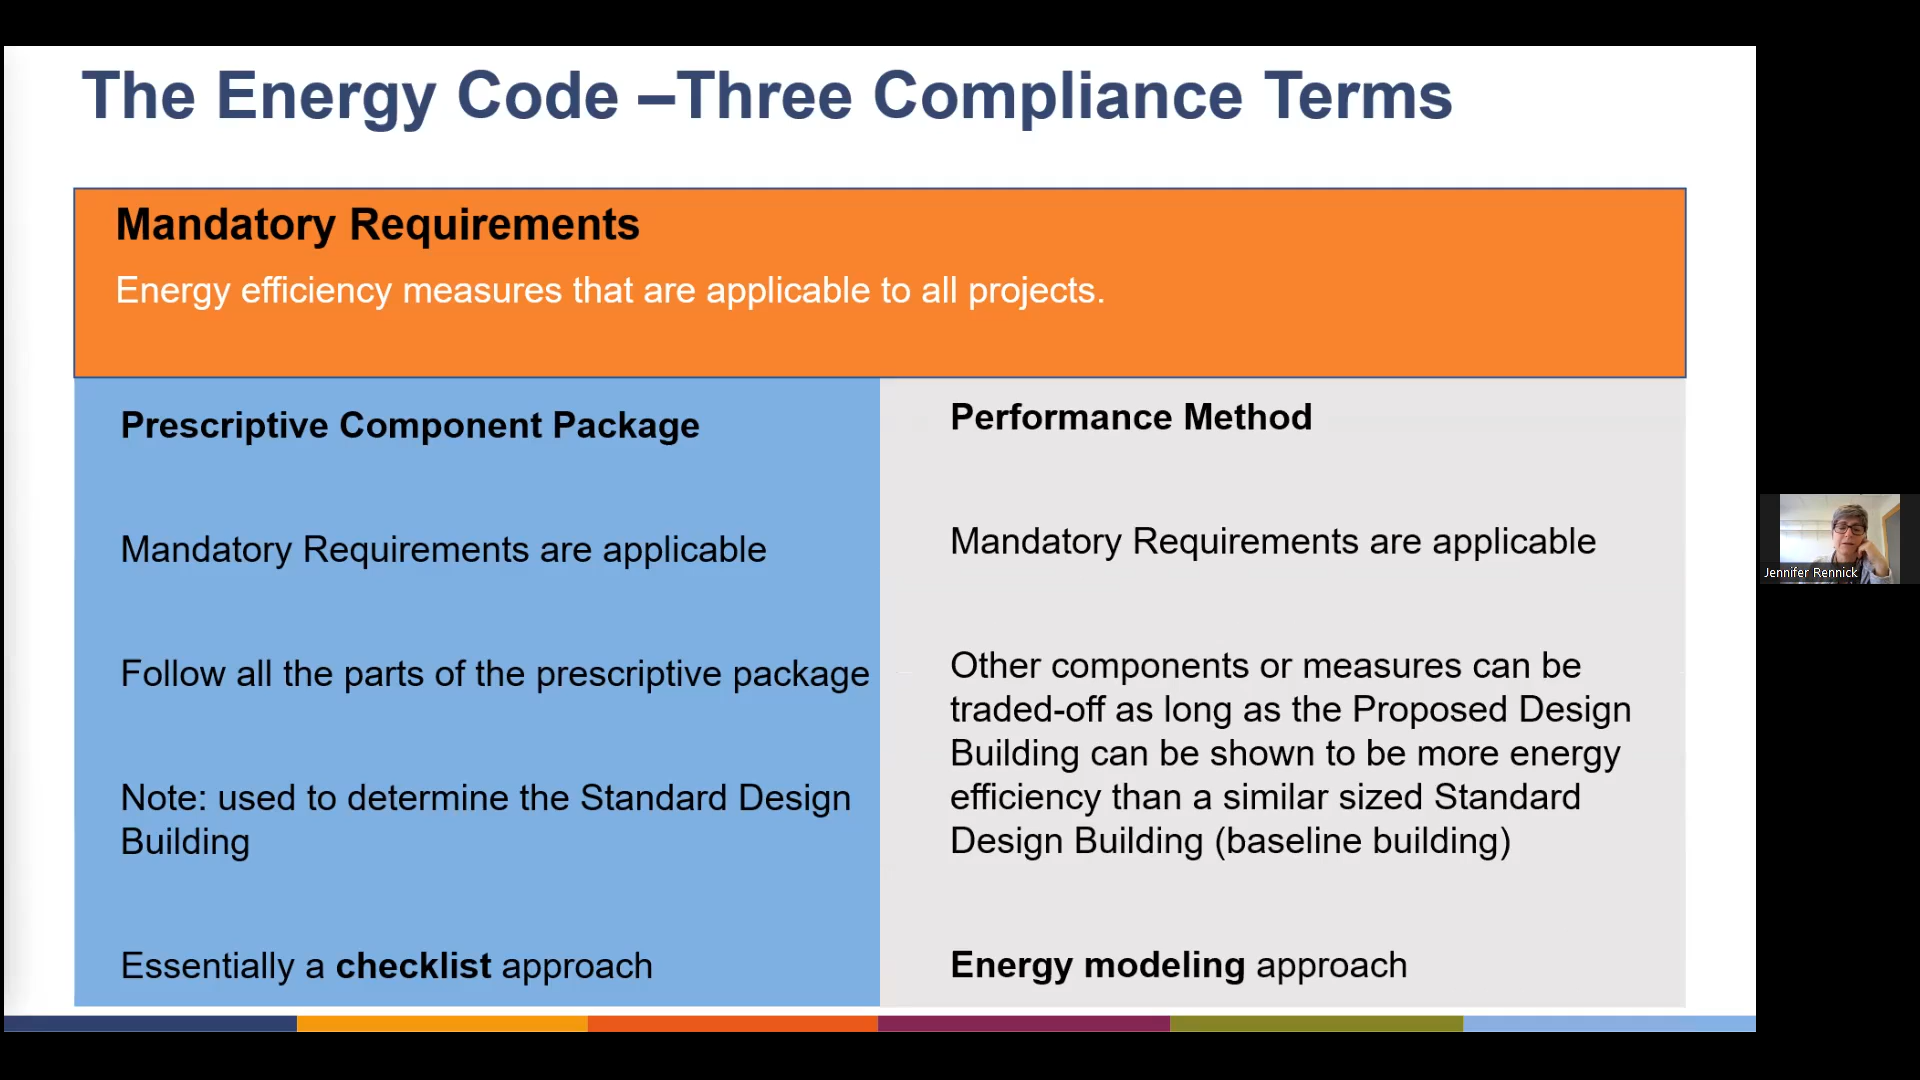 The Energy Code –Three Compliance Terms
Mandatory Requirements
Energy efficiency measures that are applicable to all projects.
Prescriptive Component Package
Mandatory Requirements are applicable
Follow all the parts of the prescriptive package
Note: used to determine the Standard Design
Building
Essentially a checklist approach
Performance Method
Mandatory Requirements are applicable
Other components or measures can be
traded-off as long as the Proposed Design
Building can be shown to be more energy
efficiency than a similar sized Standard
Design Building (baseline building)
Energy modeling approach
Jennifer Rennick